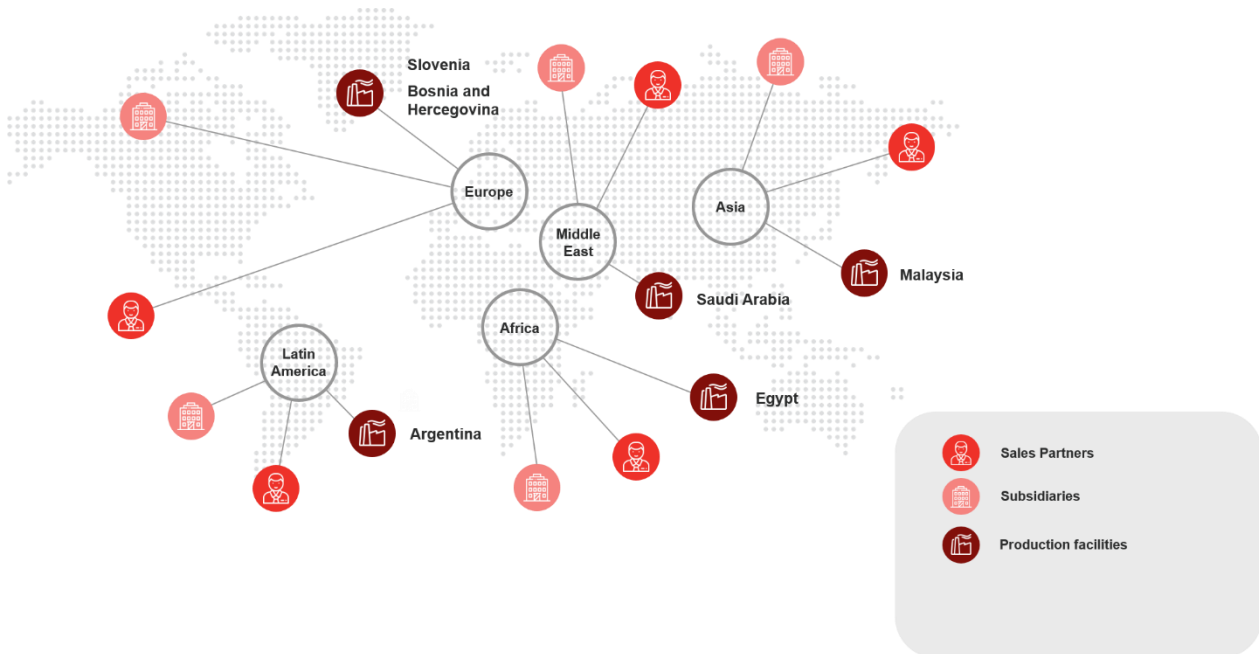 Slovenia
Bosnia and
Hercegovina
Europe
Asia
Middle
East
Malaysia
Saudi Arabia
Africa
Latin
America
Egypt
Argentina
Sales Partners
Subsidiaries
Production facilities